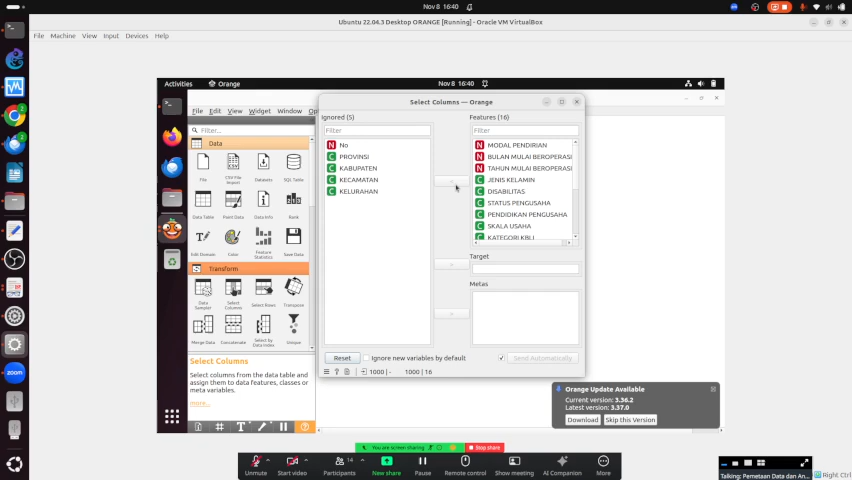 Nov 8 16:40
Ubuntu 22.04.3 Desktop ORANGE [Running] - Oracle VM VirtualBox
File Machine View Input Devices Help
Activities Orange Nov 8 16:40
Select Columns — Orange
File Edit View Widget Window
Filter...
Data
File CSV File Import Datasets SQL Table
Data Table Paint Data Data Info Rank
Edit Domain Color Feature Statistics Save Data
Transform
Data Sampler Select Columns Select Rows Transpose
Merge Data Concatenate Select by Data Index Unique
Select Columns
Select columns from the data table and
assign them to data features, classes or
meta variables.
more...
Ignored (5)
Filter
N No
C PROVINSI
C KABUPATEN
C KECAMATAN
C KELURAHAN
Features (16)
Filter
N MODAL PENDIRIAN
N BULAN MULAI BEROPERASI
N TAHUN MULAI BEROPERASI
C JENIS KELAMIN
C DISABILITAS
C STATUS PENGUSAHA
C PENDIDIKAN PENGUSAHA
C SKALA USAHA
C KATEGORI KBLI
Target
Metas
Reset Ignore new variables by default Send Automatically
1000 | - 1000 | 16
Orange Update Available
Current version: 3.36.2
Latest version: 3.37.0
Download Skip this Version
You are screen sharing Stop share
Unmute Start video Participants 14 New share Pause Remote control Show meeting AI Companion More
Talking: Pemetaan Data dan An...
Right Ctrl
zoom